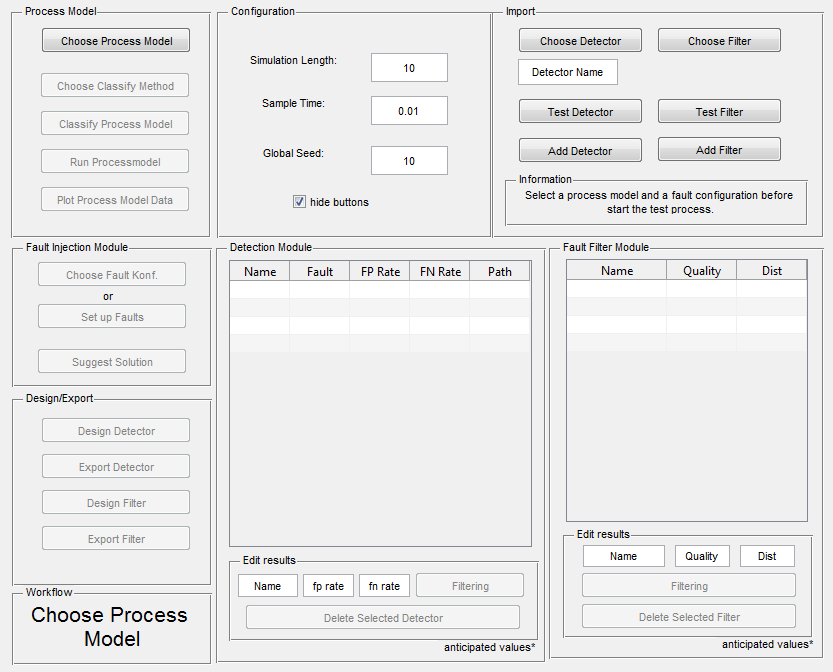 Process Model
Choose Process Model
Choose Classify Method
Classify Process Model
Run Processmodel
Plot Process Model Data
Configuration
Simulation Length:
10
Sample Time:
0.01
Global Seed:
10
hide buttons
Import
Choose Detector
Choose Filter
Detector Name
Test Detector
Test Filter
Add Detector
Add Filter
Information
Select a process model and a fault configuration before
start the test process.
Fault Injection Module
Choose Fault Konf.
or
Set up Faults
Suggest Solution
Design/Export
Design Detector
Export Detector
Design Filter
Export Filter
Workflow
Choose Process
Model
Detection Module
Name Fault FP Rate FN Rate Path
Edit results
Name fp rate fn rate Filtering
Delete Selected Detector
anticipated values*
Fault Filter Module
Name Quality Dist
Edit results
Name Quality Dist
Filtering
Delete Selected Filter
anticipated values*